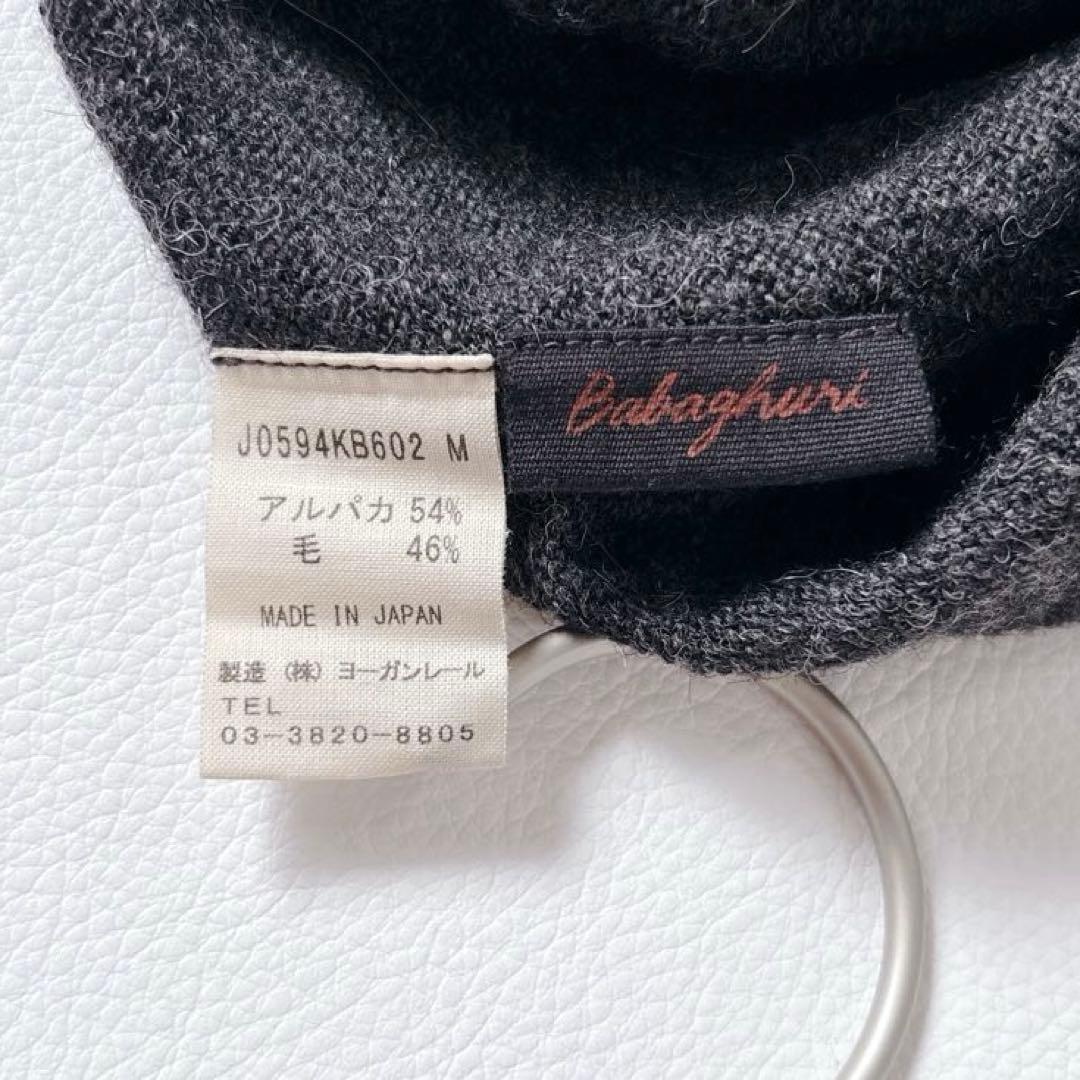 Babaghuri
J0594KB602 M
アルパカ 54%
毛 46%
MADE IN JAPAN
製造 (株) ヨーガンレール
TEL
03-3820-8805